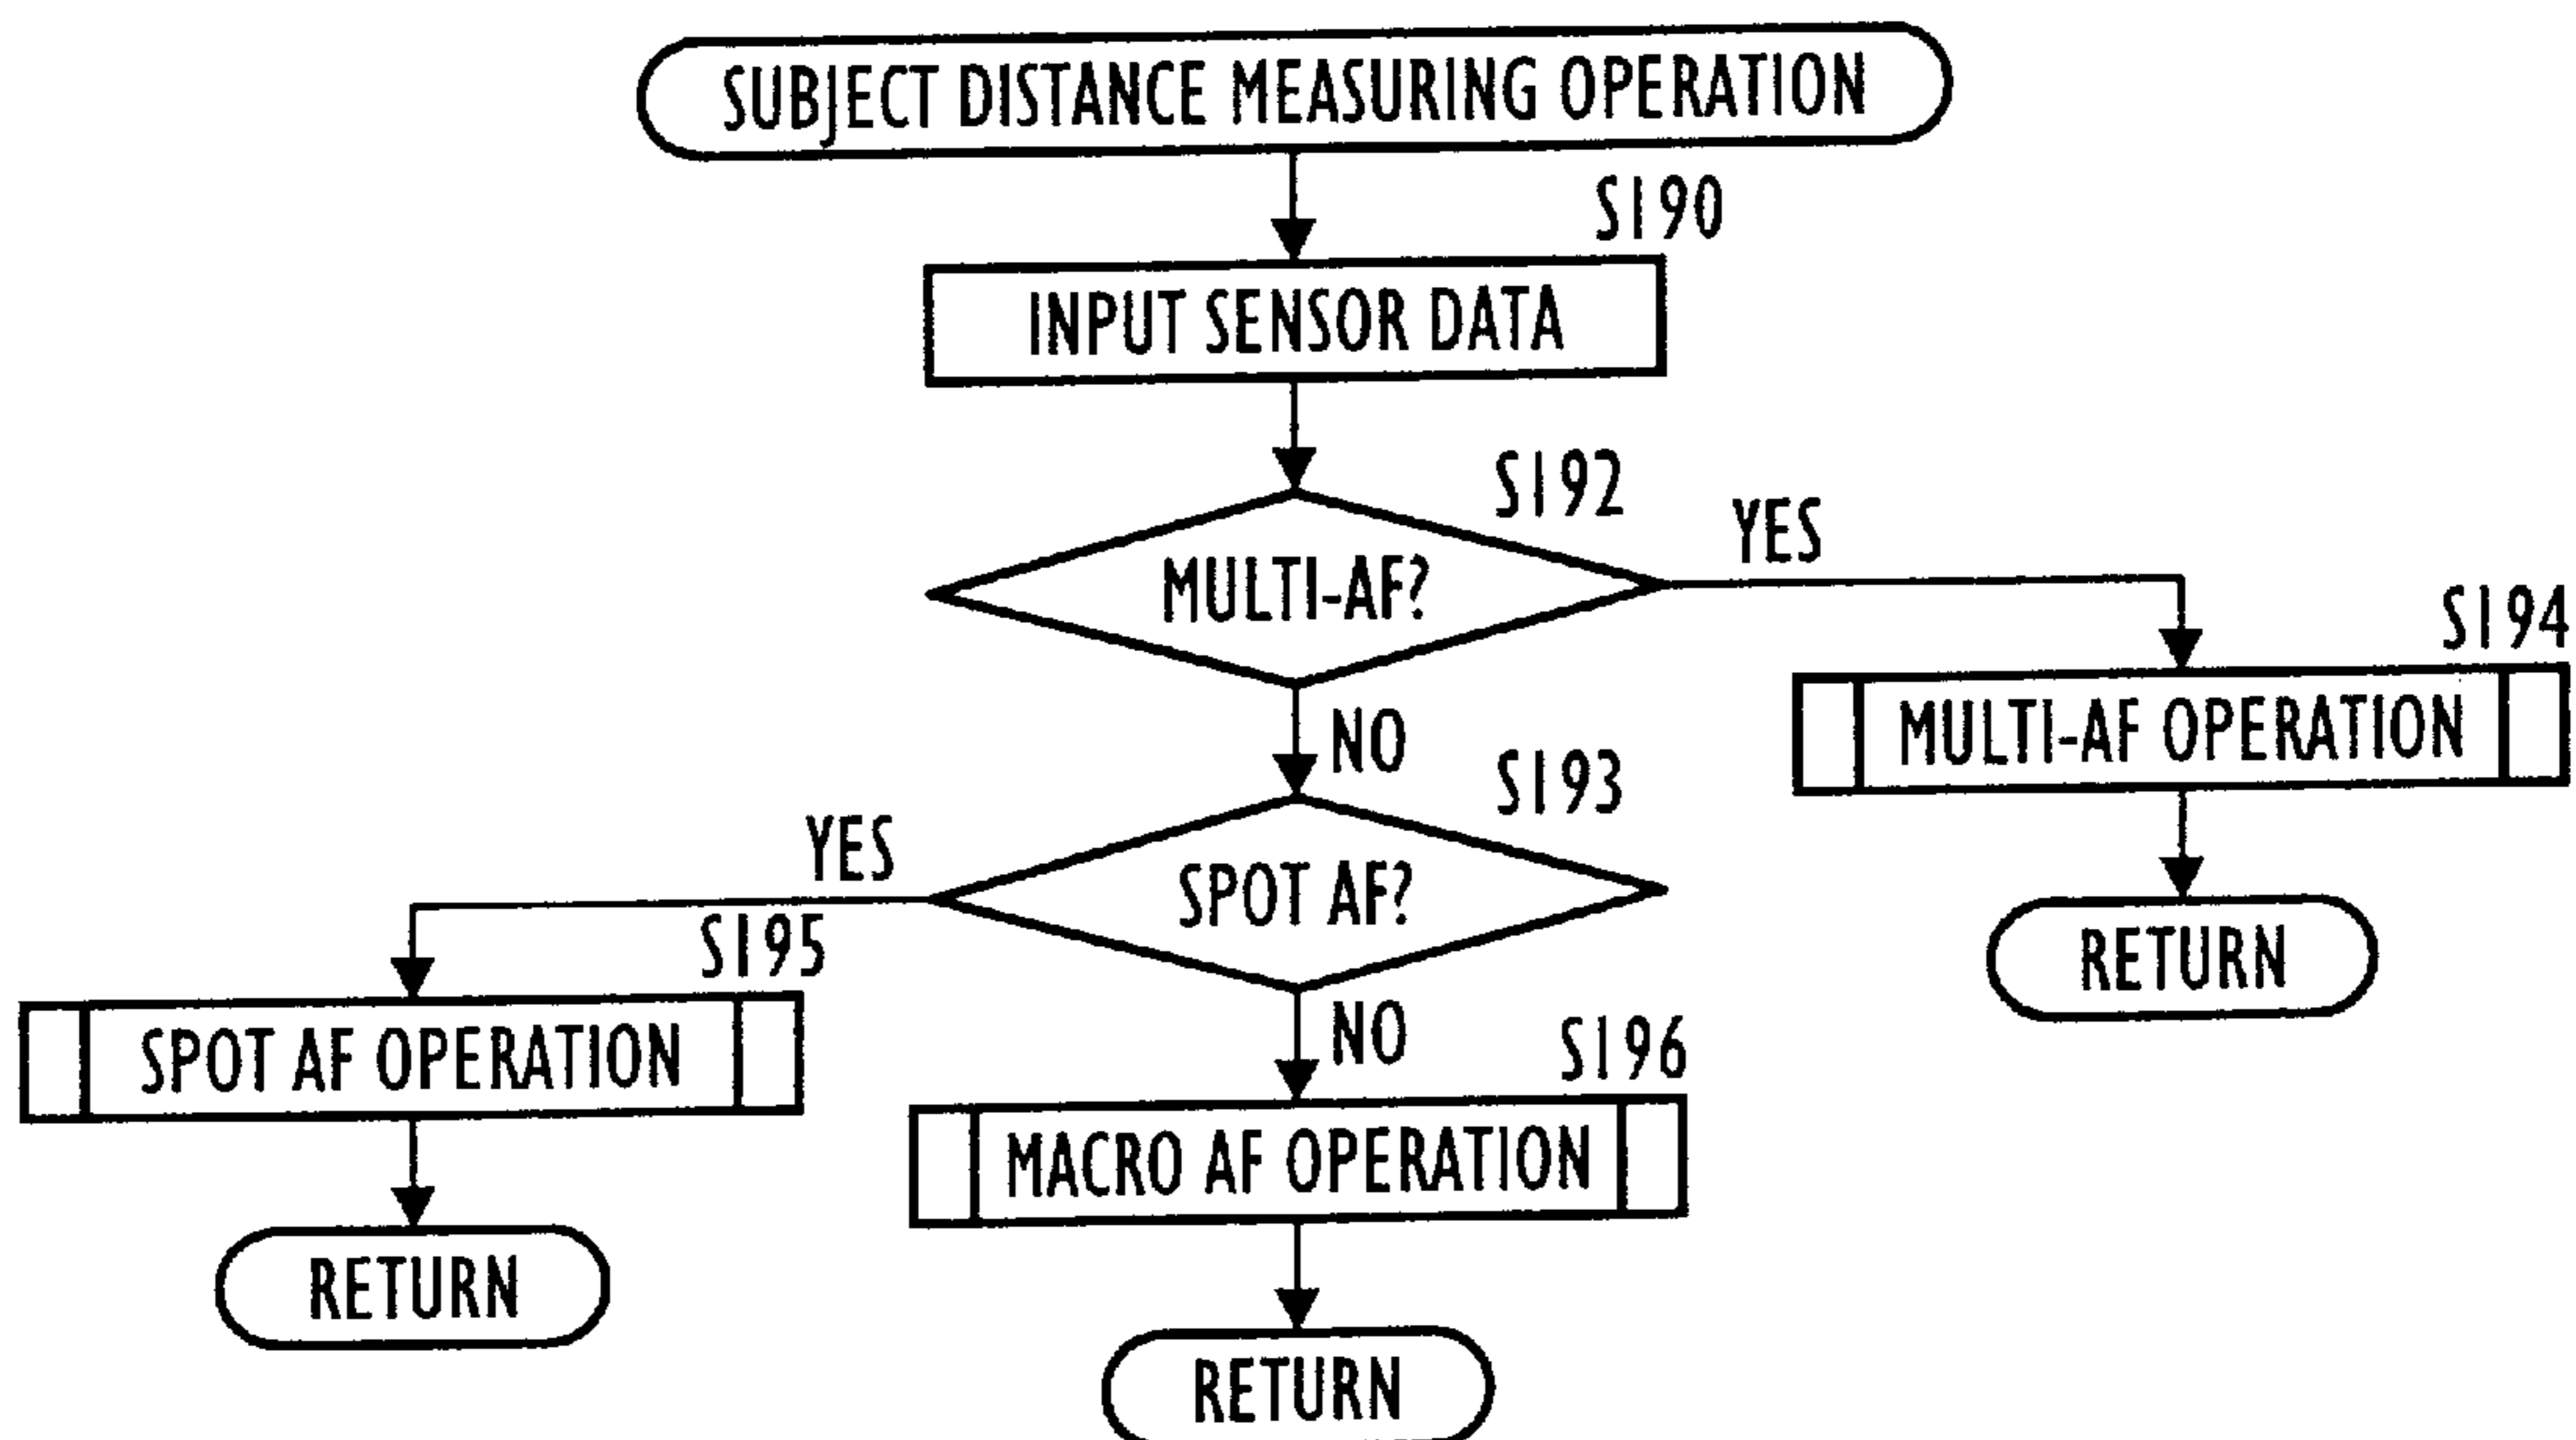 SUBJECT DISTANCE MEASURING OPERATION
S190
INPUT SENSOR DATA
S192
MULTI-AF?
YES
S194
MULTI-AF OPERATION
RETURN
NO
S193
SPOT AF?
YES
S195
SPOT AF OPERATION
RETURN
NO
S196
MACRO AF OPERATION
RETURN